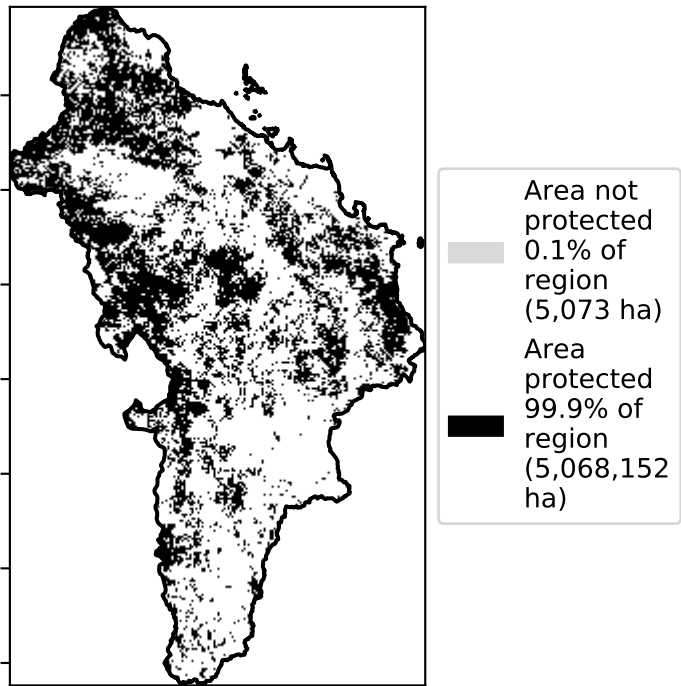 Area not
protected
0.1% of
region
(5,073 ha)
Area
protected
99.9% of
region
(5,068,152
ha)